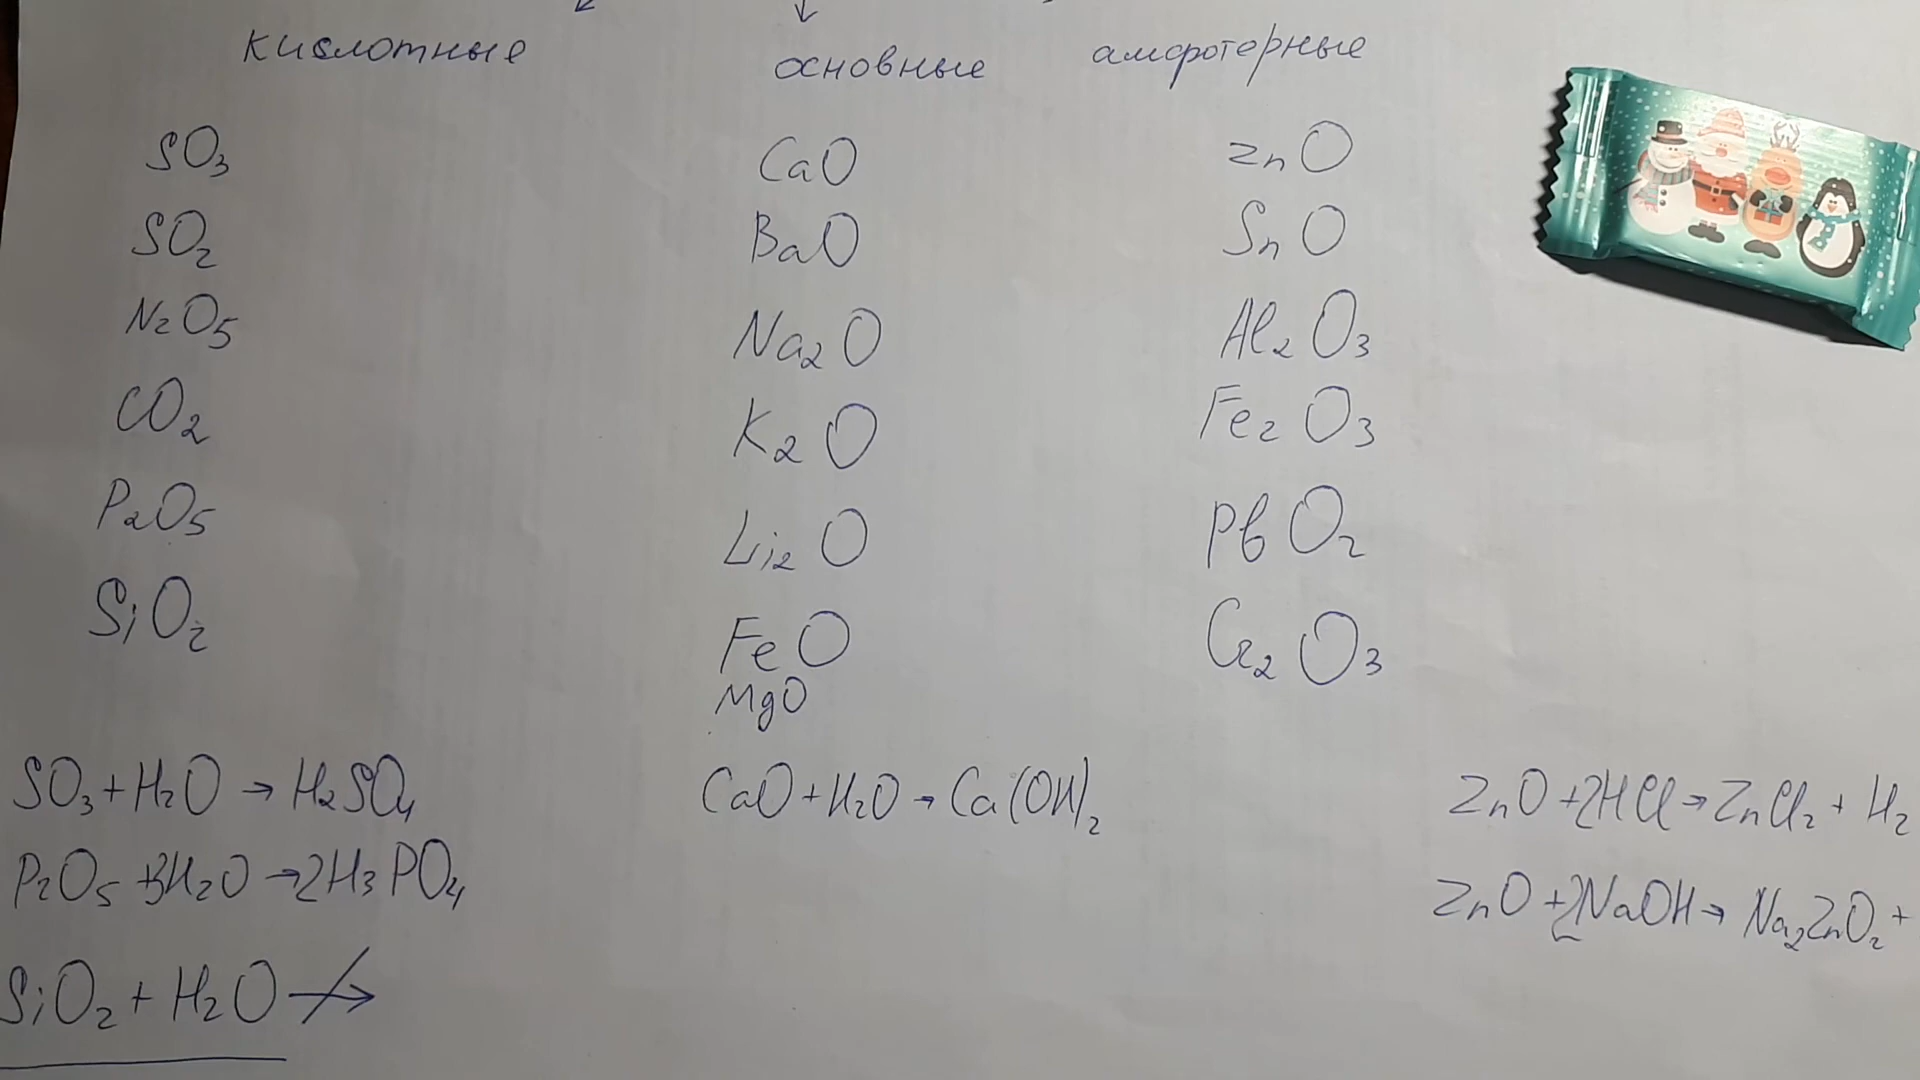 кислотные основные амфотерные
SO₃ CaO ZnO
SO₂ BaO SnO
N₂O₅ Na₂O Al₂O₃
CO₂ K₂O Fe₂O₃
P₂O₅ Li₂O PbO₂
SiO₂ FeO Cr₂O₃
MgO
SO₃ + H₂O → H₂SO₄ CaO + H₂O → Ca(OH)₂ ZnO + 2HCl → ZnCl₂ + H₂
P₂O₅ + 3H₂O → 2H₃PO₄ ZnO + 2NaOH → Na₂ZnO₂ +
SiO₂ + H₂O ↛